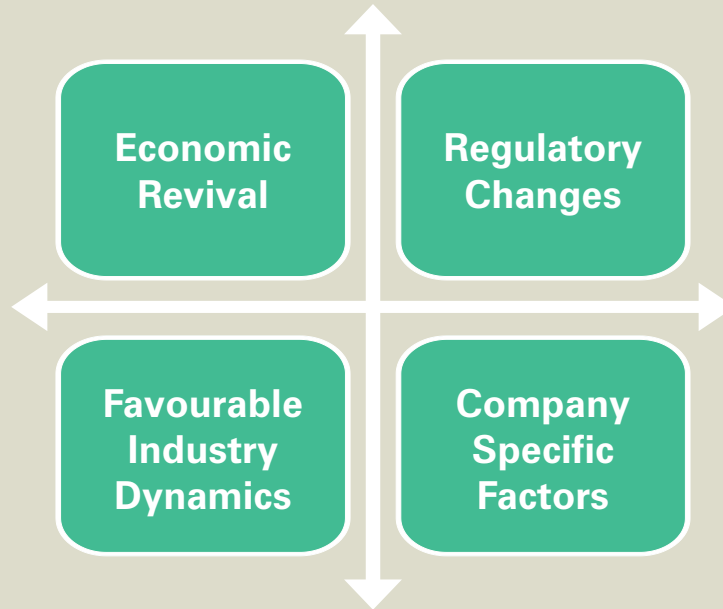 Economic
Revival
Regulatory
Changes
Favourable
Industry
Dynamics
Company
Specific
Factors